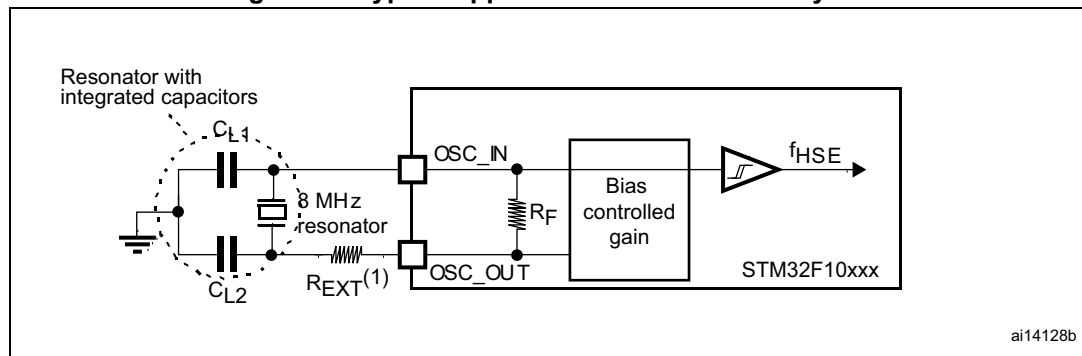 Resonator with
integrated capacitors
CL1
8 MHz
resonator
CL2
REXT(1)
OSC_IN
RF
OSC_OUT
Bias
controlled
gain
fHSE
STM32F10xxx
ai14128b